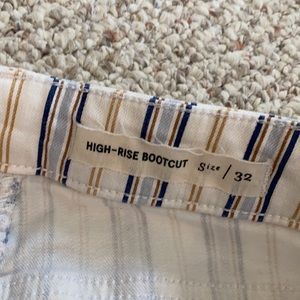 HIGH-RISE BOOTCUT Size / 32